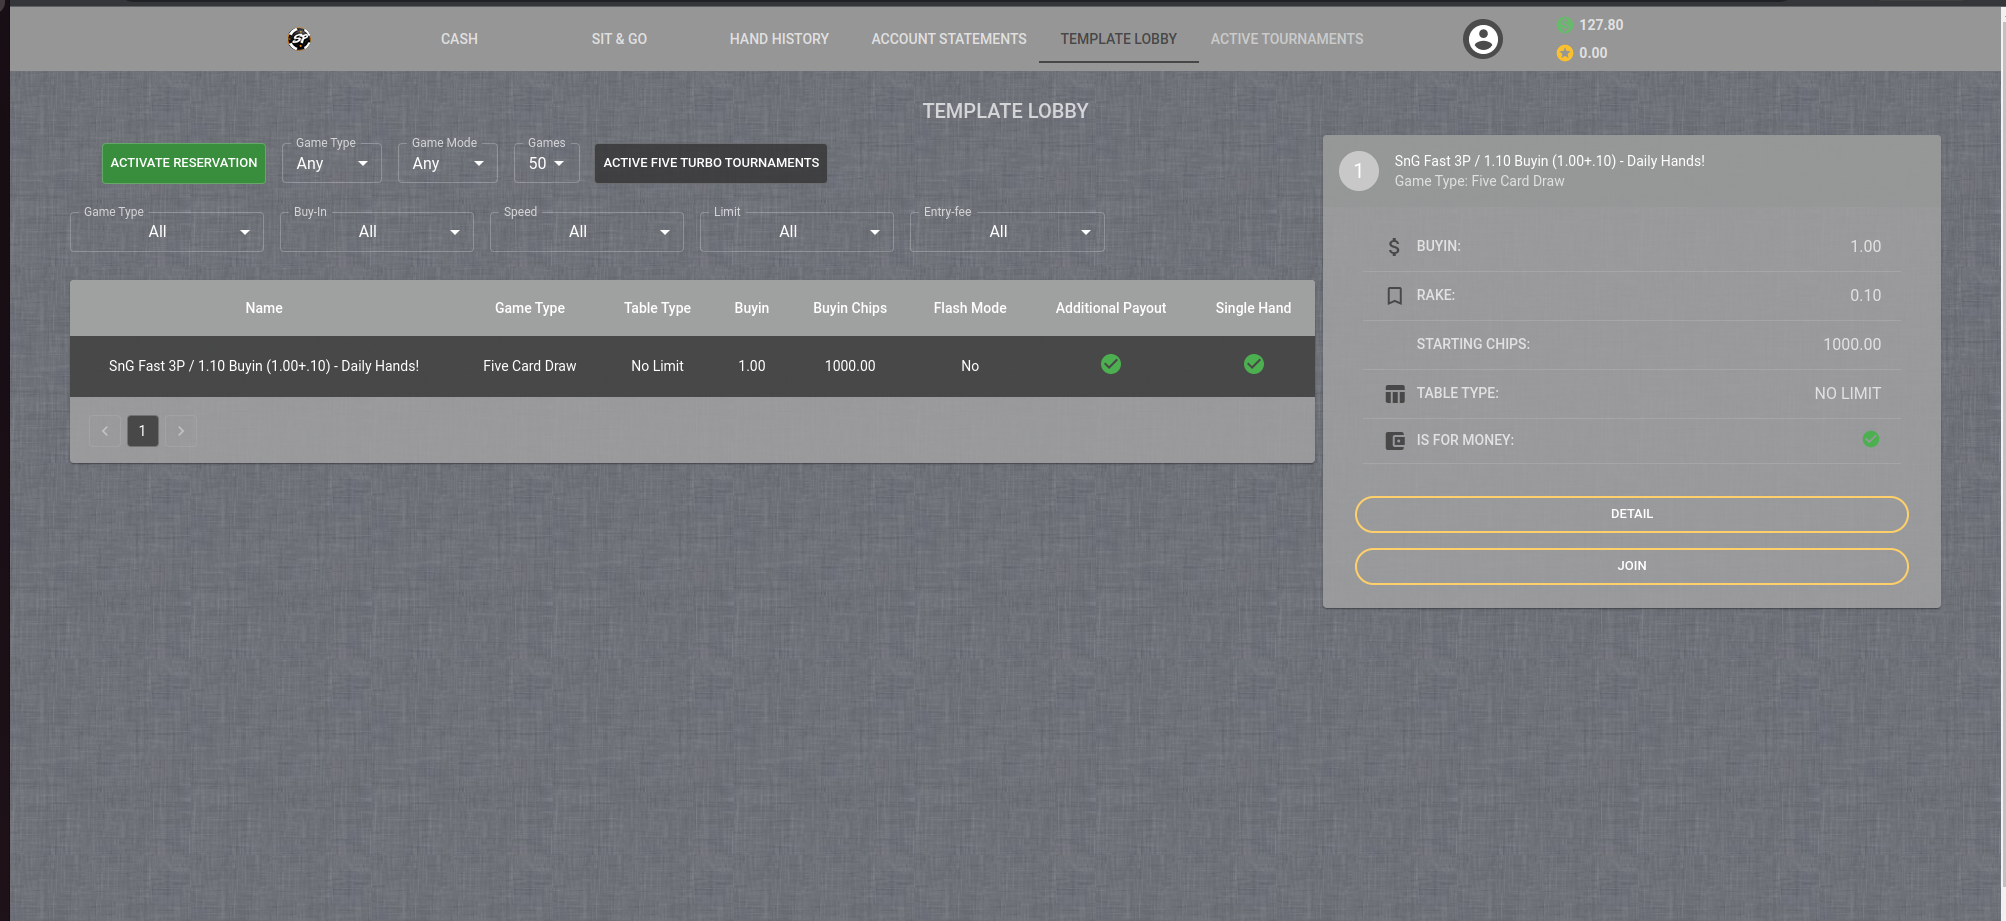 SP
CASH SIT & GO HAND HISTORY ACCOUNT STATEMENTS TEMPLATE LOBBY ACTIVE TOURNAMENTS
127.80
0.00
TEMPLATE LOBBY
ACTIVATE RESERVATION
Game Type
Any
Game Mode
Any
Games
50
ACTIVE FIVE TURBO TOURNAMENTS
Game Type
All
Buy-In
All
Speed
All
Limit
All
Entry-fee
All
Name Game Type Table Type Buyin Buyin Chips Flash Mode Additional Payout Single Hand
SnG Fast 3P / 1.10 Buyin (1.00+.10) - Daily Hands! Five Card Draw No Limit 1.00 1000.00 No
1
1
SnG Fast 3P / 1.10 Buyin (1.00+.10) - Daily Hands!
Game Type: Five Card Draw
BUYIN: 1.00
RAKE: 0.10
STARTING CHIPS: 1000.00
TABLE TYPE: NO LIMIT
IS FOR MONEY:
DETAIL
JOIN